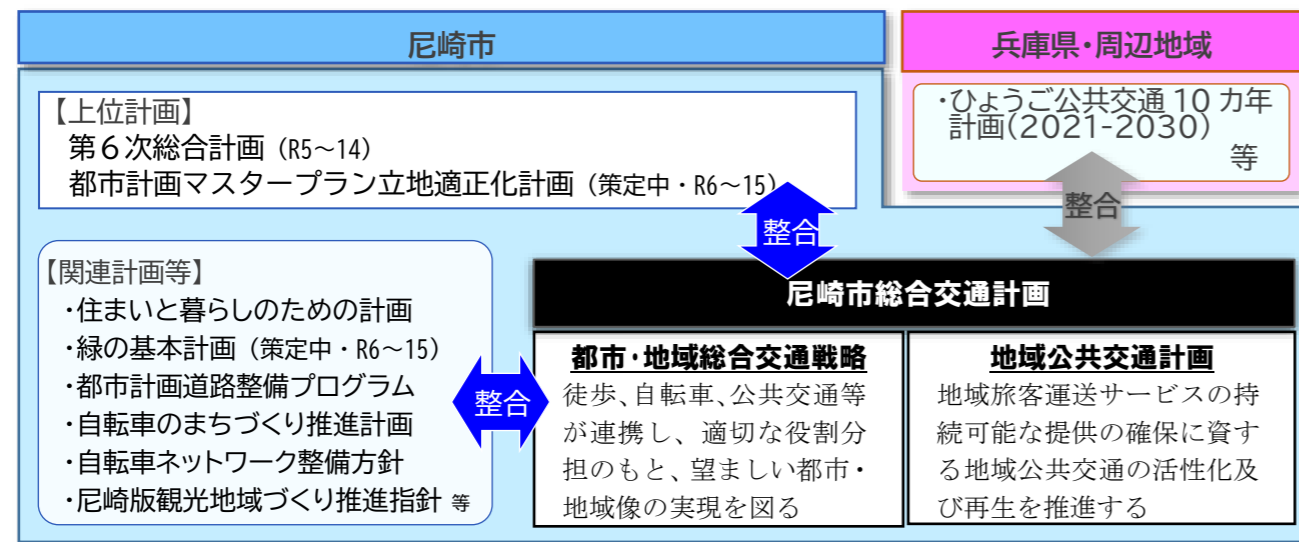 尼崎市
【上位計画】
第6次総合計画（R5～14）
都市計画マスタープラン立地適正化計画（策定中・R6～15）
兵庫県・周辺地域
・ひょうご公共交通 10 カ年
計画(2021-2030)
等
整合
整合
【関連計画等】
・住まいと暮らしのための計画
・緑の基本計画（策定中・R6～15）
・都市計画道路整備プログラム
・自転車のまちづくり推進計画
・自転車ネットワーク整備方針
・尼崎版観光地域づくり推進指針 等
整合
尼崎市総合交通計画
都市・地域総合交通戦略
徒歩、自転車、公共交通等
が連携し、適切な役割分
担のもと、望ましい都市・
地域像の実現を図る
地域公共交通計画
地域旅客運送サービスの持
続可能な提供の確保に資す
る地域公共交通の活性化及
び再生を推進する